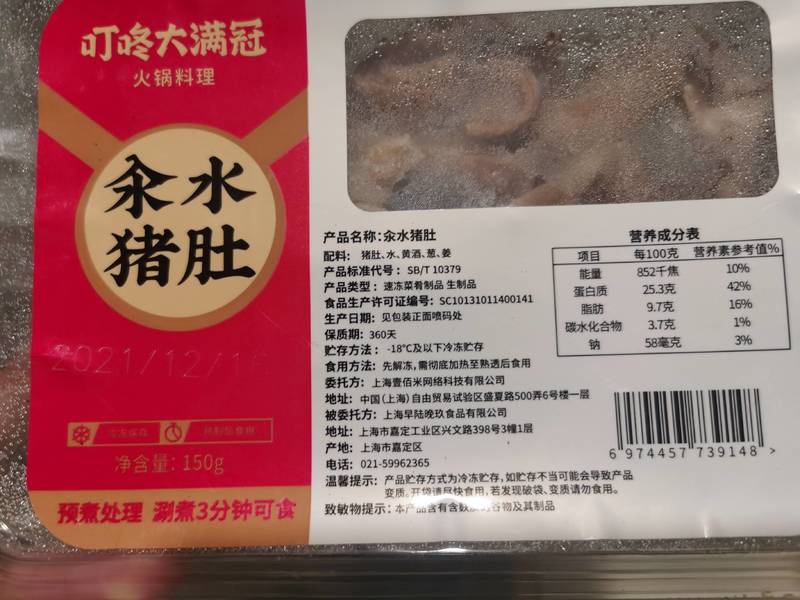 叮咚大满冠
火锅料理
汆水
猪肚
2021/12/1
冷冻保存
净含量：150g
预煮处理 涮煮3分钟可食
产品名称：汆水猪肚
配料： 猪肚、水、黄酒、葱、姜
产品标准代号：SB/T 10379
产品类型：速冻菜肴制品 生制品
食品生产许可证编号：SC10131011400141
生产日期：见包装正面喷码处
保质期：360天
贮存方法：-18℃及以下冷冻贮存
食用方法：先解冻，需彻底加热至熟透后食用
委托方：上海壹佰米网络科技有限公司
地址：中国（上海）自由贸易试验区盛夏路500弄6号楼一层
被委托方：上海早陆晚玖食品有限公司
地址：上海市嘉定工业区兴文路398号3幢1层
产地：上海市嘉定区
电话：021-59962365
温馨提示：产品贮存方式为冷冻贮存，如贮存不当可能会导致产品
变质。开袋请尽快食用，若发现破袋、变质请勿食用。
致敏物提示：本产品含有含麸质的谷物及其制品
营养成分表
项目 每100克 营养素参考值%
能量 852千焦 10%
蛋白质 25.3克 42%
脂肪 9.7克 16%
碳水化合物 3.7克 1%
钠 58毫克 3%
6 974457 739148 >